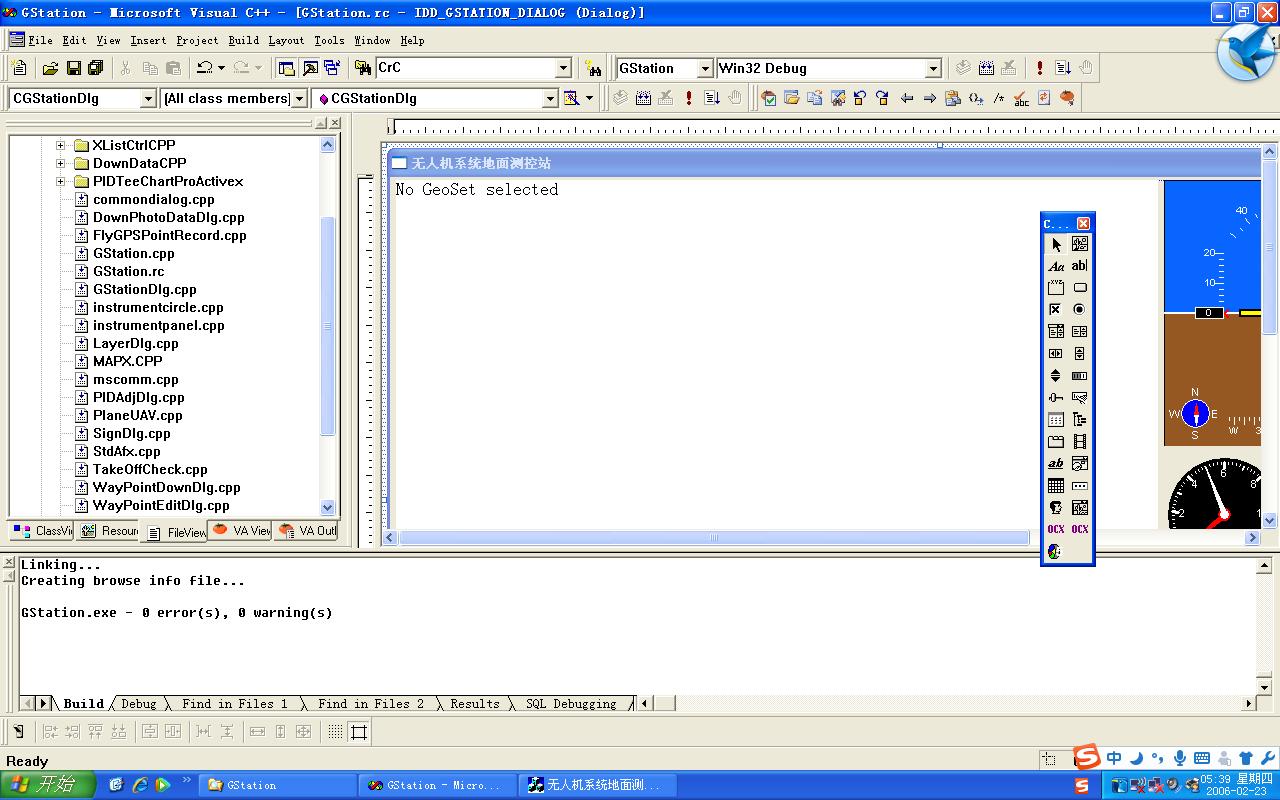 GStation - Microsoft Visual C++ - [GStation.rc - IDD_GSTATION_DIALOG (Dialog)]
File Edit View Insert Project Build Layout Tools Window Help
CrC GStation Win32 Debug
CGStationDlg [All class members] CGStationDlg
XListCtrlCPP
DownDataCPP
PIDTeeChartProActivex
commondialog.cpp
DownPhotoDataDlg.cpp
FlyGPSPointRecord.cpp
GStation.cpp
GStation.rc
GStationDlg.cpp
instrumentcircle.cpp
instrumentpanel.cpp
LayerDlg.cpp
MAPX.CPP
mscomm.cpp
PIDAdjDlg.cpp
PlaneUAV.cpp
SignDlg.cpp
StdAfx.cpp
TakeOffCheck.cpp
WayPointDownDlg.cpp
WayPointEditDlg.cpp
ClassVi Resour FileView VA View VA Outl
无人机系统地面测控站
No GeoSet selected
C...
Aa ab|
XYZ
ab
OCX OCX
40
20
10
0
N
W E
S
W 3
4 6 8
2
Linking...
Creating browse info file...
GStation.exe - 0 error(s), 0 warning(s)
Build Debug Find in Files 1 Find in Files 2 Results SQL Debugging
Ready
中
开始 GStation GStation - Micro... 无人机系统地面测...
05:39 星期四
2006-02-23